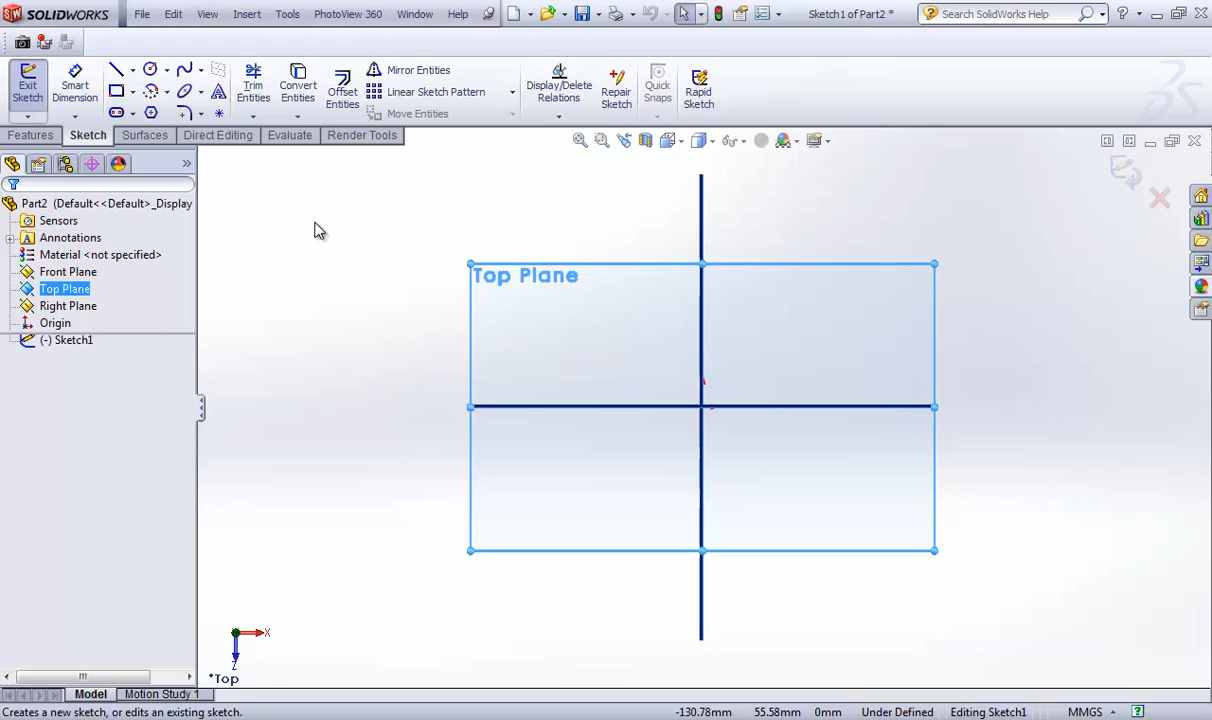 SOLIDWORKS File Edit View Insert Tools PhotoView 360 Window Help Sketch1 of Part2 * Search SolidWorks Help
Exit Sketch Smart Dimension Trim Entities Convert Entities Offset Entities Mirror Entities Linear Sketch Pattern Move Entities Display/Delete Relations Repair Sketch Quick Snaps Rapid Sketch
Features Sketch Surfaces Direct Editing Evaluate Render Tools
Part2 (Default<<Default>_Display
Sensors
Annotations
Material <not specified>
Front Plane
Top Plane
Right Plane
Origin
(-) Sketch1
Top Plane
X
Z
*Top
Model Motion Study 1
Creates a new sketch, or edits an existing sketch. -130.78mm 55.58mm 0mm Under Defined Editing Sketch1 MMGS